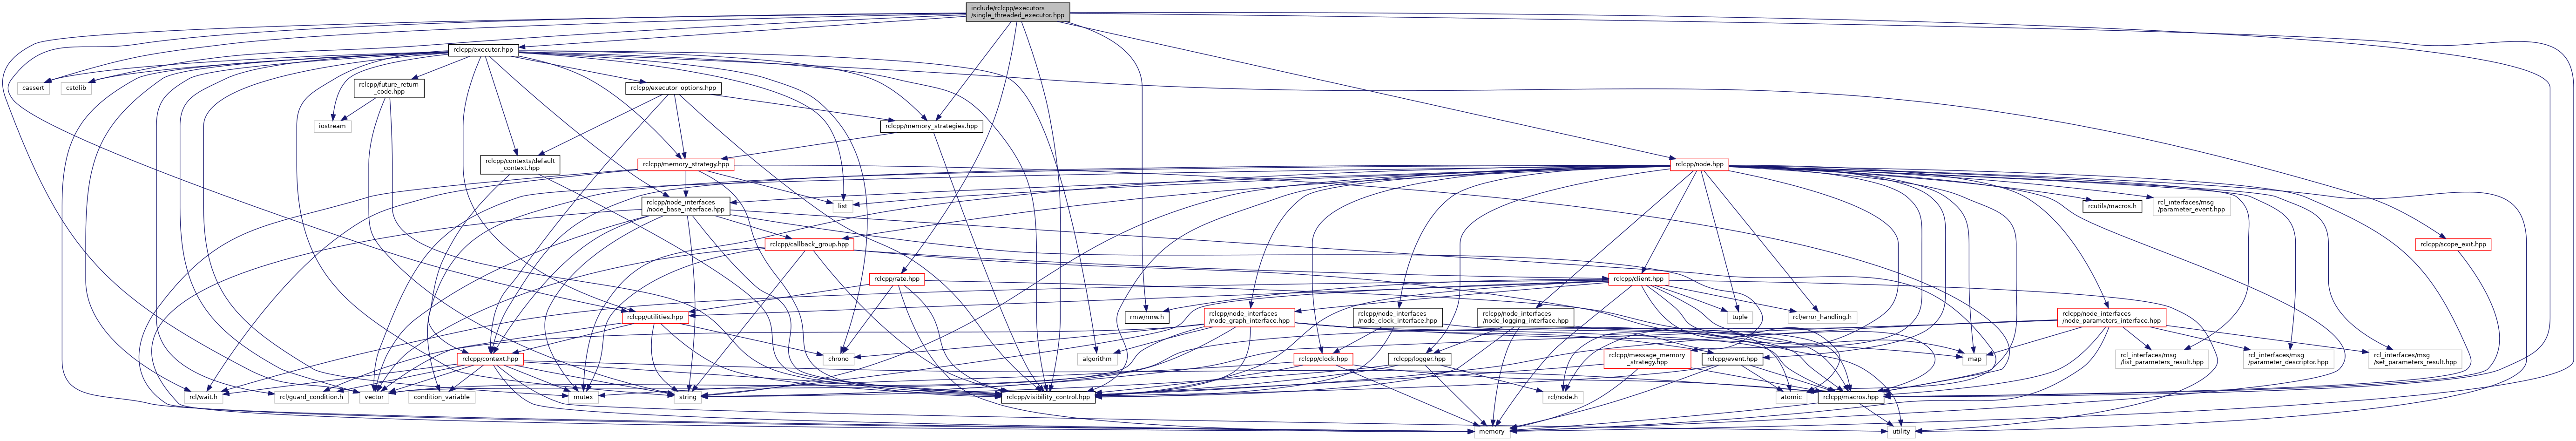 include/rclcpp/executors
/single_threaded_executor.hpp
rclcpp/executor.hpp
cassert
cstdlib
rclcpp/future_return
_code.hpp
rclcpp/executor_options.hpp
iostream
rclcpp/memory_strategies.hpp
rclcpp/contexts/default
_context.hpp
rclcpp/memory_strategy.hpp
rclcpp/node.hpp
rclcpp/node_interfaces
/node_base_interface.hpp
list
rcutils/macros.h
rcl_interfaces/msg
/parameter_event.hpp
rclcpp/callback_group.hpp
rclcpp/scope_exit.hpp
rclcpp/rate.hpp
rclcpp/client.hpp
rclcpp/utilities.hpp
rmw/rmw.h
rclcpp/node_interfaces
/node_graph_interface.hpp
rclcpp/node_interfaces
/node_clock_interface.hpp
rclcpp/node_interfaces
/node_logging_interface.hpp
tuple
rcl/error_handling.h
rclcpp/node_interfaces
/node_parameters_interface.hpp
rclcpp/context.hpp
chrono
algorithm
rclcpp/clock.hpp
rclcpp/logger.hpp
rclcpp/message_memory
_strategy.hpp
rclcpp/event.hpp
map
rcl_interfaces/msg
/list_parameters_result.hpp
rcl_interfaces/msg
/parameter_descriptor.hpp
rcl_interfaces/msg
/set_parameters_result.hpp
rcl/wait.h
rcl/guard_condition.h
vector
condition_variable
mutex
string
rclcpp/visibility_control.hpp
rcl/node.h
atomic
rclcpp/macros.hpp
memory
utility